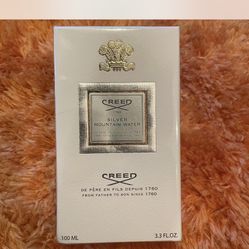 CREED
SILVER
MOUNTAIN WATER
CREED
DE PÈRE EN FILS DEPUIS 1760
FROM FATHER TO SON SINCE 1760
100 ML 3.3 FL.OZ.